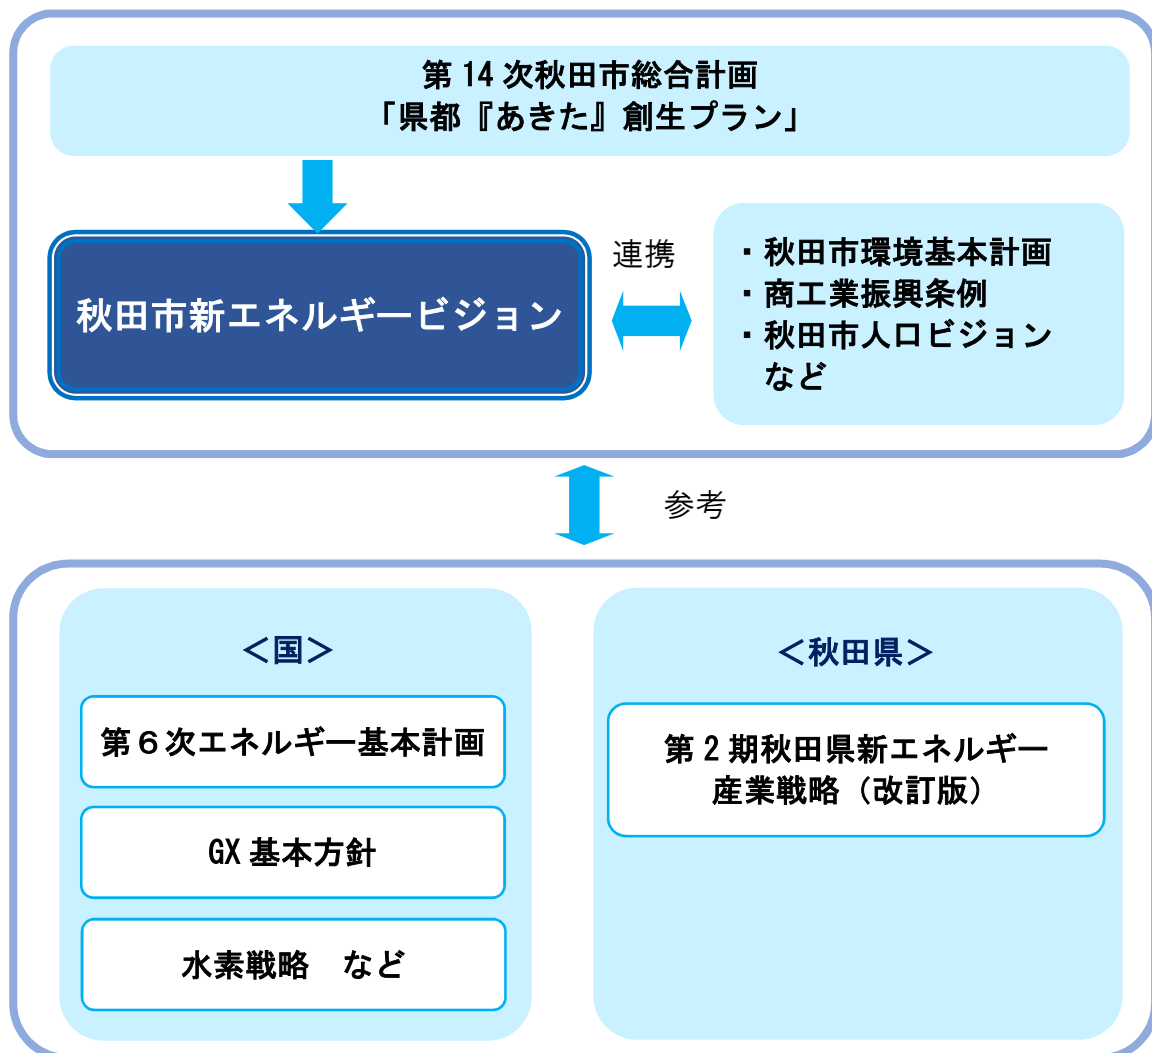 第 14 次秋田市総合計画
「県都『あきた』創生プラン」
秋田市新エネルギービジョン
連携
・秋田市環境基本計画
・商工業振興条例
・秋田市人口ビジョン
など
参考
＜国＞
第６次エネルギー基本計画
GX 基本方針
水素戦略　など
＜秋田県＞
第 2 期秋田県新エネルギー
産業戦略（改訂版）